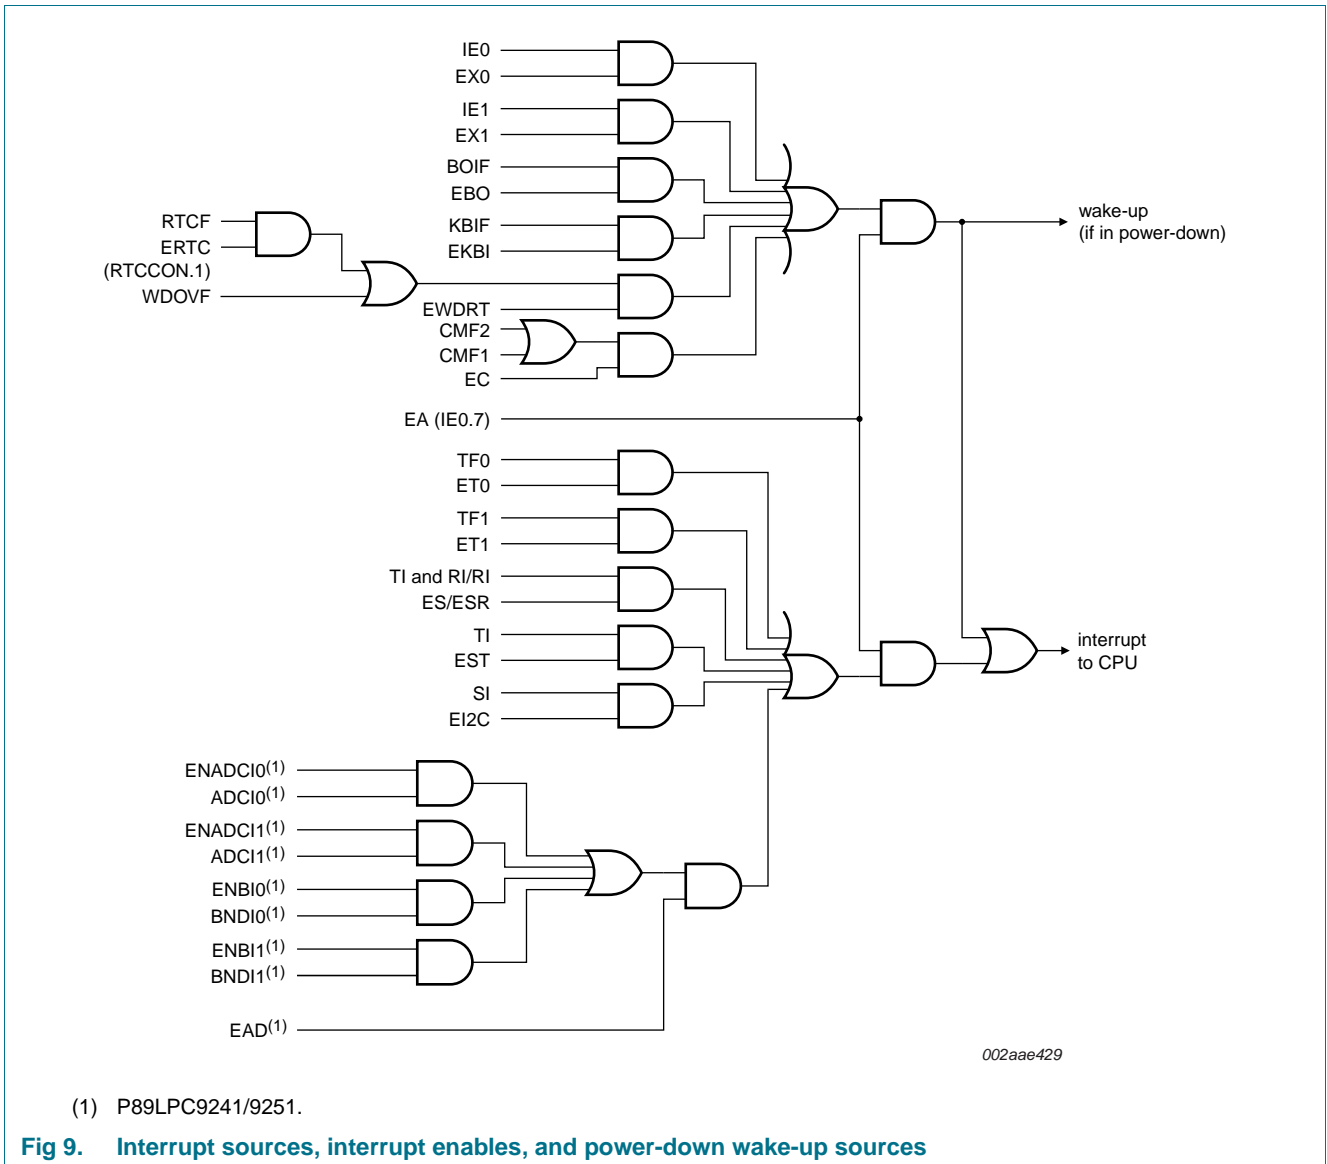 IE0
EX0
IE1
EX1
BOIF
EBO
KBIF
EKBI
RTCF
ERTC
(RTCCON.1)
WDOVF
EWDRT
CMF2
CMF1
EC
EA (IE0.7)
wake-up
(if in power-down)
TF0
ET0
TF1
ET1
TI and RI/RI
ES/ESR
TI
EST
SI
EI2C
interrupt
to CPU
ENADCI0(1)
ADCI0(1)
ENADCI1(1)
ADCI1(1)
ENBI0(1)
BNDI0(1)
ENBI1(1)
BNDI1(1)
EAD(1)
002aae429
(1) P89LPC9241/9251.
Fig 9. Interrupt sources, interrupt enables, and power-down wake-up sources